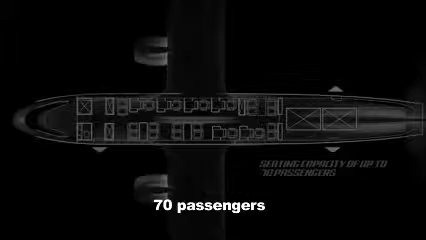 SEATING CAPACITY OF UP TO
70 PASSENGERS
70 passengers